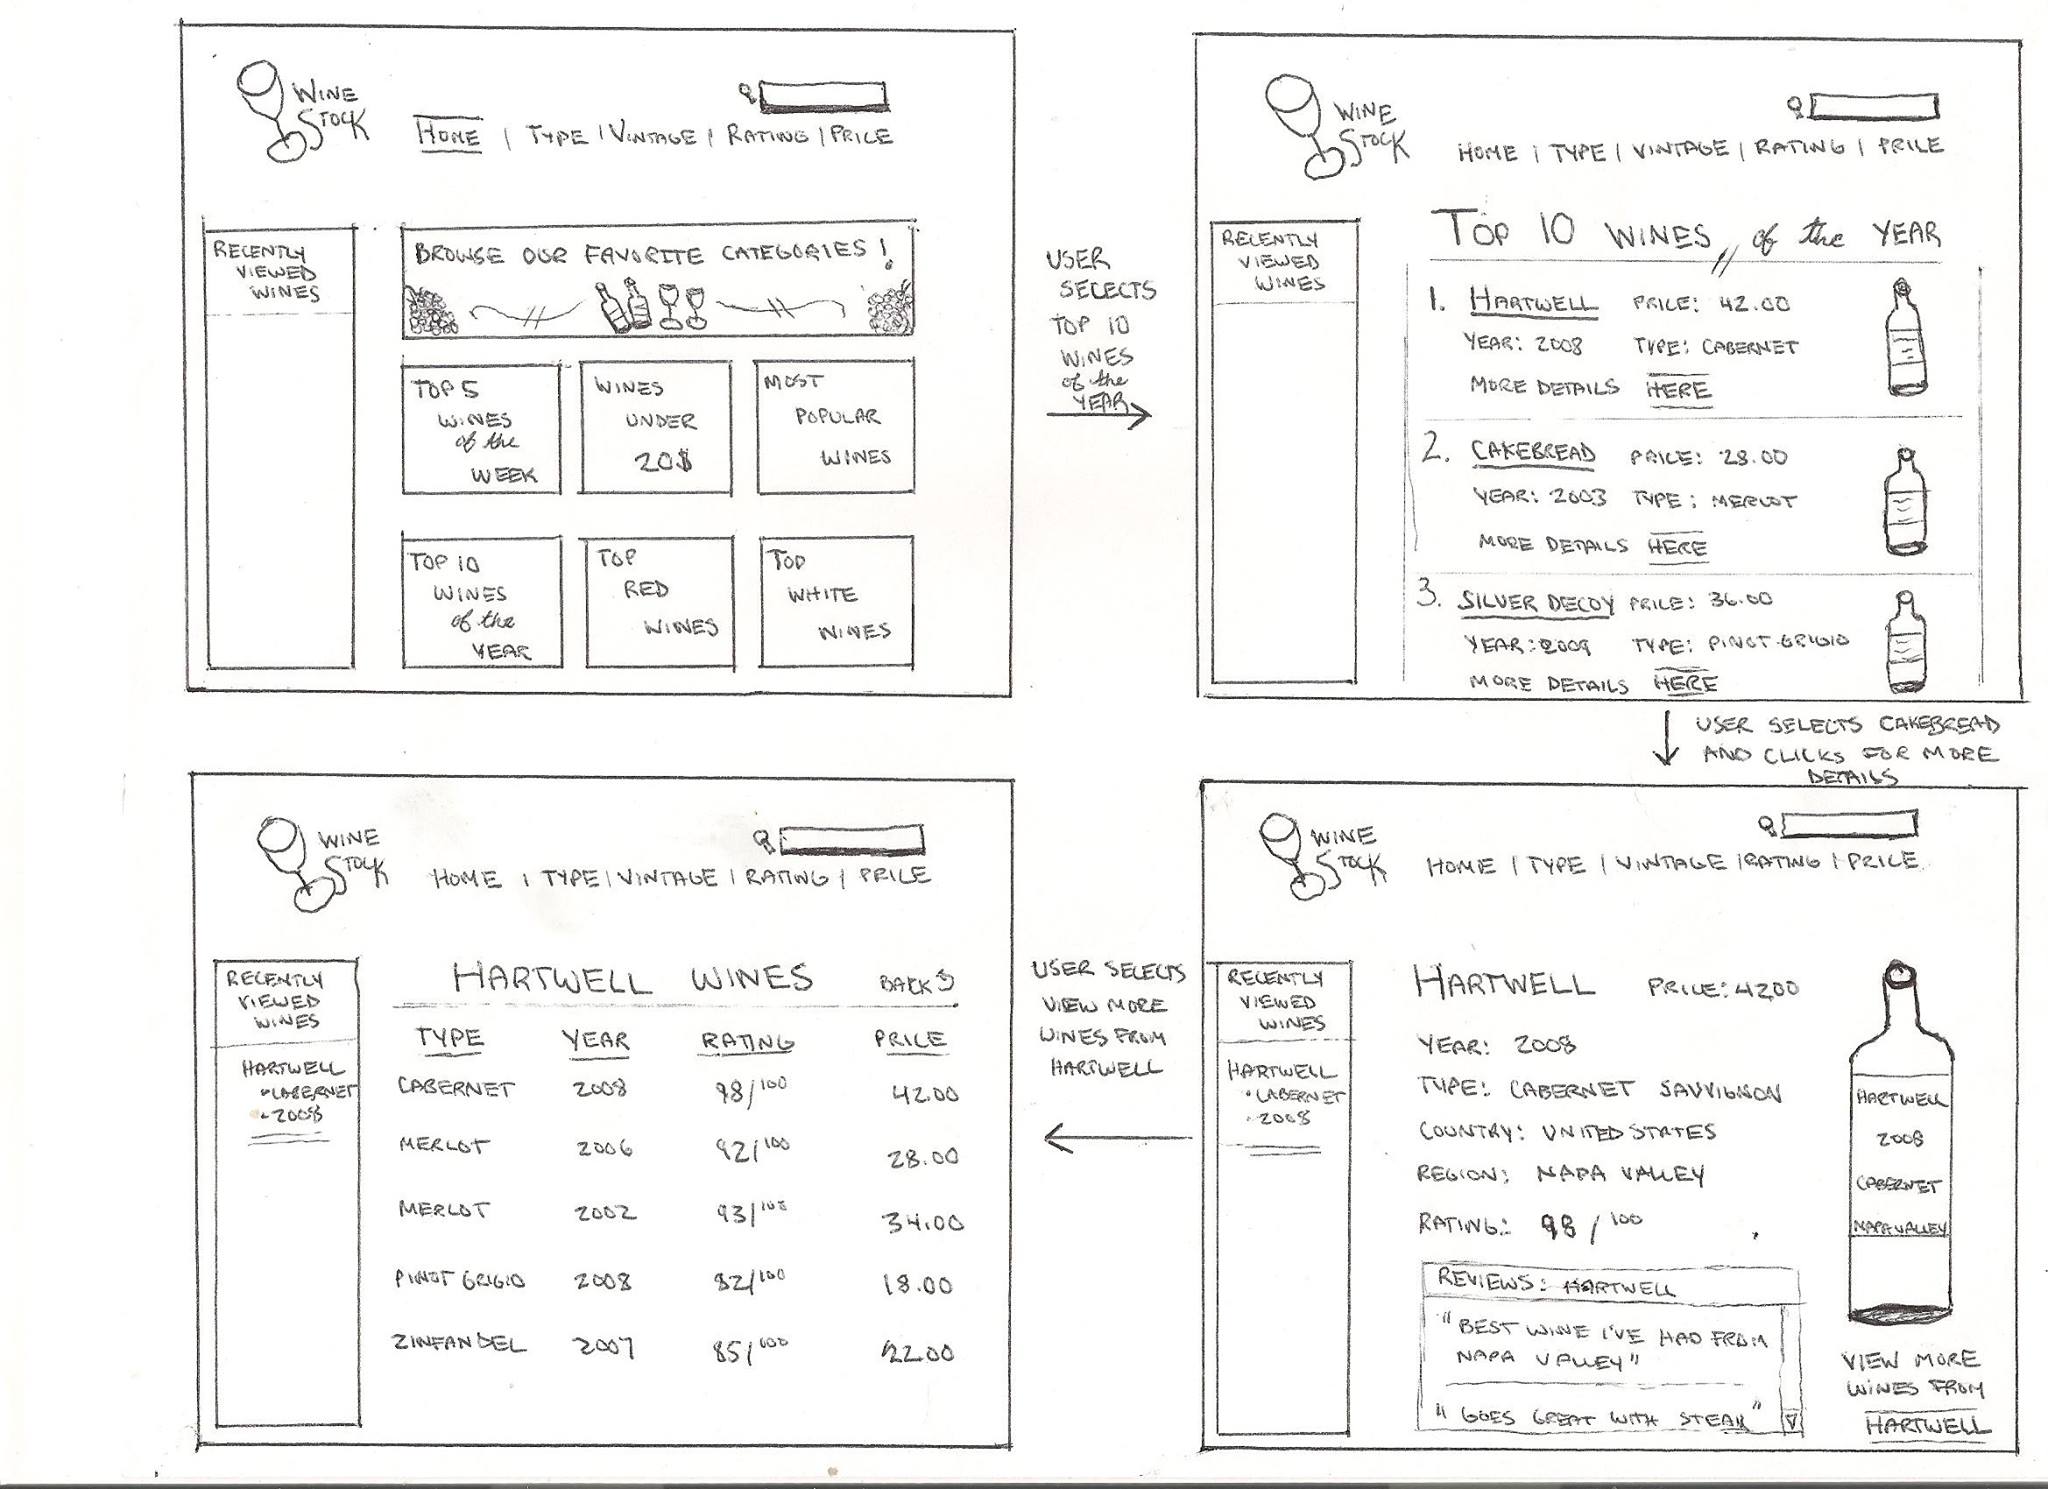 WINE
STOCK
HOME | TYPE | VINTAGE | RATING | PRICE
RECENTLY
VIEWED
WINES
BROWSE OUR FAVORITE CATEGORIES!
TOP 5
WINES
of the
WEEK
WINES
UNDER
20$
MOST
POPULAR
WINES
TOP 10
WINES
of the
YEAR
TOP
RED
WINES
TOP
WHITE
WINES
USER
SELECTS
TOP 10
WINES
of the
YEAR
WINE
STOCK
HOME | TYPE | VINTAGE | RATING | PRICE
RECENTLY
VIEWED
WINES
TOP 10 WINES of the YEAR
1. HARTWELL PRICE: 42.00
YEAR: 2008 TYPE: CABERNET
MORE DETAILS HERE
2. CAKEBREAD PRICE: 28.00
YEAR: 2003 TYPE: MERLOT
MORE DETAILS HERE
3. SILVER DECOY PRICE: 36.00
YEAR: 2009 TYPE: PINOT GRIGIO
MORE DETAILS HERE
USER SELECTS CAKEBREAD
AND CLICKS FOR MORE
DETAILS
WINE
STOCK
HOME | TYPE | VINTAGE | RATING | PRICE
RECENTLY
VIEWED
WINES
HARTWELL
• CABERNET
• 2008
HARTWELL PRICE: 42.00
YEAR: 2008
TYPE: CABERNET SAUVIGNON
COUNTRY: UNITED STATES
REGION: NAPA VALLEY
RATING: 98/100
REVIEWS: HARTWELL
"BEST WINE I'VE HAD FROM
NAPA VALLEY"
"GOES GREAT WITH STEAK"
HARTWELL
2008
CABERNET
NAPA VALLEY
VIEW MORE
WINES FROM
HARTWELL
USER SELECTS
VIEW MORE
WINES FROM
HARTWELL
WINE
STOCK
HOME | TYPE | VINTAGE | RATING | PRICE
RECENTLY
VIEWED
WINES
HARTWELL
• CABERNET
• 2008
HARTWELL WINES BACK
TYPE YEAR RATING PRICE
CABERNET 2008 98/100 42.00
MERLOT 2006 92/100 28.00
MERLOT 2002 93/100 34.00
PINOT GRIGIO 2008 82/100 18.00
ZINFANDEL 2007 85/100 22.00